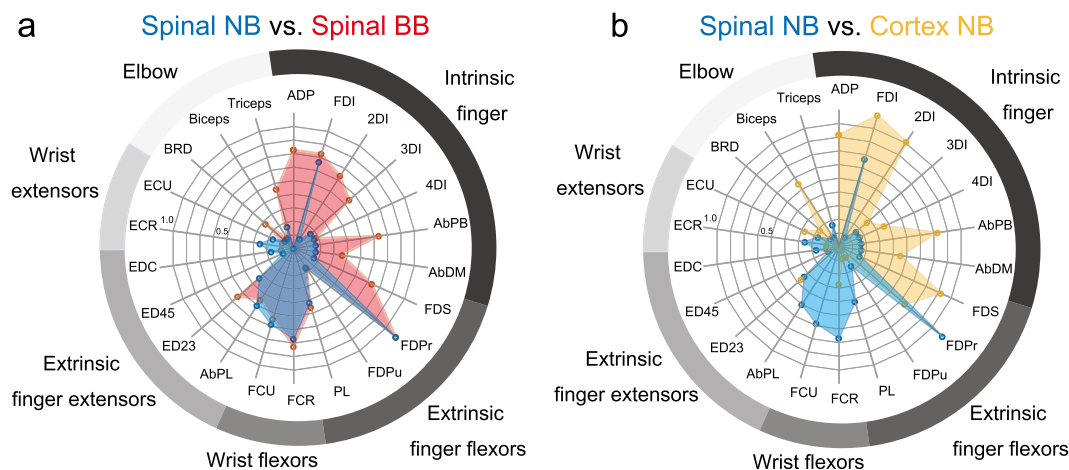 a
Spinal NB vs. Spinal BB
Elbow
Intrinsic
finger
Wrist
extensors
Extrinsic
finger extensors
Wrist flexors
Extrinsic
finger flexors
ADP
FDI
2DI
3DI
4DI
AbPB
AbDM
FDS
FDPr
FDPu
PL
FCR
FCU
AbPL
ED23
ED45
EDC
ECR
ECU
BRD
Biceps
Triceps
1.0
0.5
b
Spinal NB vs. Cortex NB
Elbow
Intrinsic
finger
Wrist
extensors
Extrinsic
finger extensors
Wrist flexors
Extrinsic
finger flexors
ADP
FDI
2DI
3DI
4DI
AbPB
AbDM
FDS
FDPr
FDPu
PL
FCR
FCU
AbPL
ED23
ED45
EDC
ECR
ECU
BRD
Biceps
Triceps
1.0
0.5